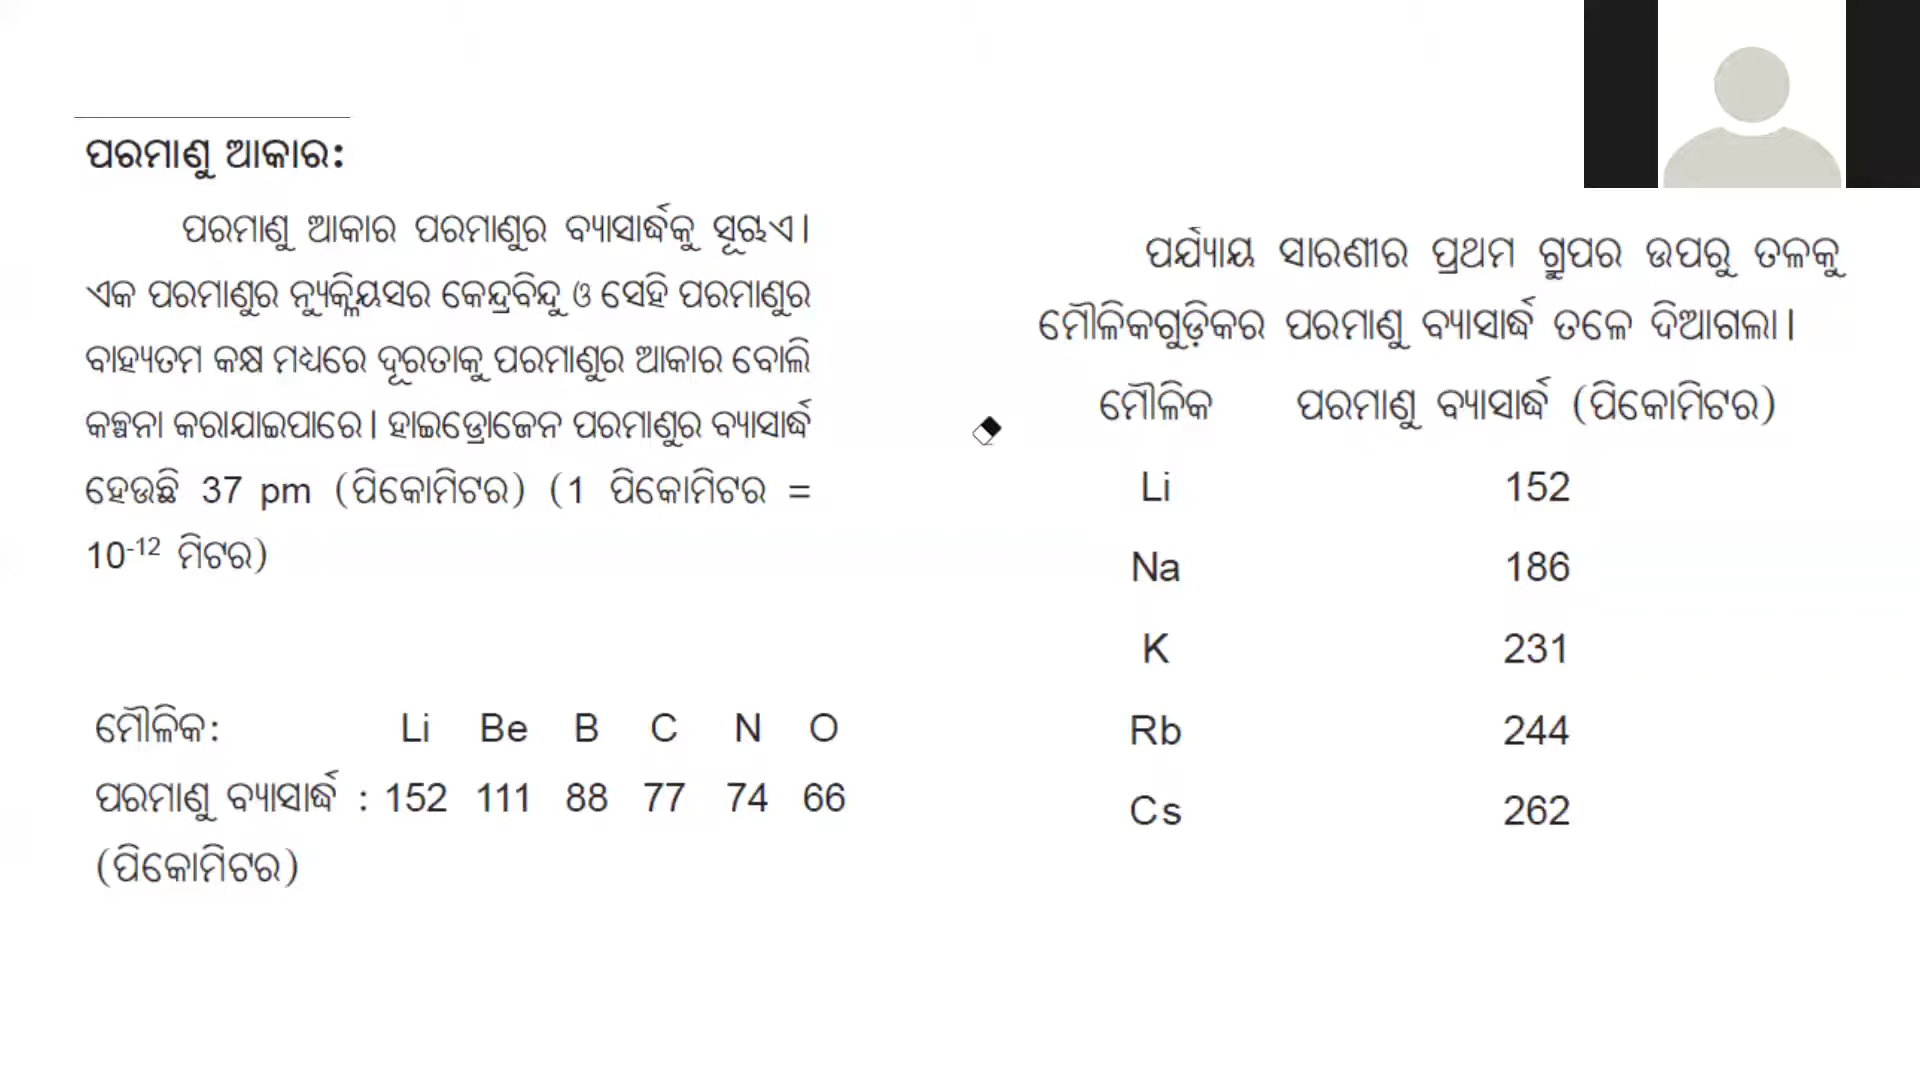 ପରମାଣୁ ଆକାର:
ପରମାଣୁ ଆକାର ପରମାଣୁର ବ୍ୟାସାର୍ଦ୍ଧକୁ ସୂଚାଏ।
ଏକ ପରମାଣୁର ନ୍ୟୁକ୍ଳିୟସର କେନ୍ଦ୍ରବିନ୍ଦୁ ଓ ସେହି ପରମାଣୁର
ବାହ୍ୟତମ କକ୍ଷ ମଧ୍ୟରେ ଦୂରତାକୁ ପରମାଣୁର ଆକାର ବୋଲି
କଳ୍ପନା କରାଯାଇପାରେ। ହାଇଡ୍ରୋଜେନ ପରମାଣୁର ବ୍ୟାସାର୍ଦ୍ଧ
ହେଉଛି 37 pm (ପିକୋମିଟର) (1 ପିକୋମିଟର =
10⁻¹² ମିଟର)
ମୌଳିକ: Li Be B C N O
ପରମାଣୁ ବ୍ୟାସାର୍ଦ୍ଧ : 152 111 88 77 74 66
(ପିକୋମିଟର)
ପର୍ଯ୍ୟାୟ ସାରଣୀର ପ୍ରଥମ ଗ୍ରୁପର ଉପରୁ ତଳକୁ
ମୌଳିକଗୁଡ଼ିକର ପରମାଣୁ ବ୍ୟାସାର୍ଦ୍ଧ ତଳେ ଦିଆଗଲା।
ମୌଳିକ ପରମାଣୁ ବ୍ୟାସାର୍ଦ୍ଧ (ପିକୋମିଟର)
Li 152
Na 186
K 231
Rb 244
Cs 262